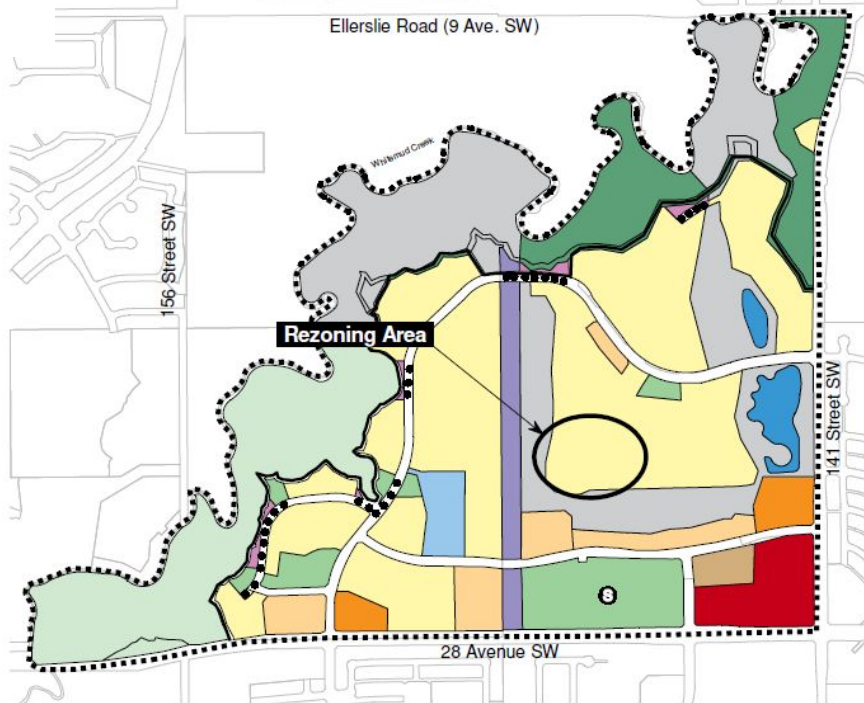 Ellerslie Road (9 Ave. SW)
Whitemud Creek
156 Street SW
Rezoning Area
141 Street SW
S
28 Avenue SW